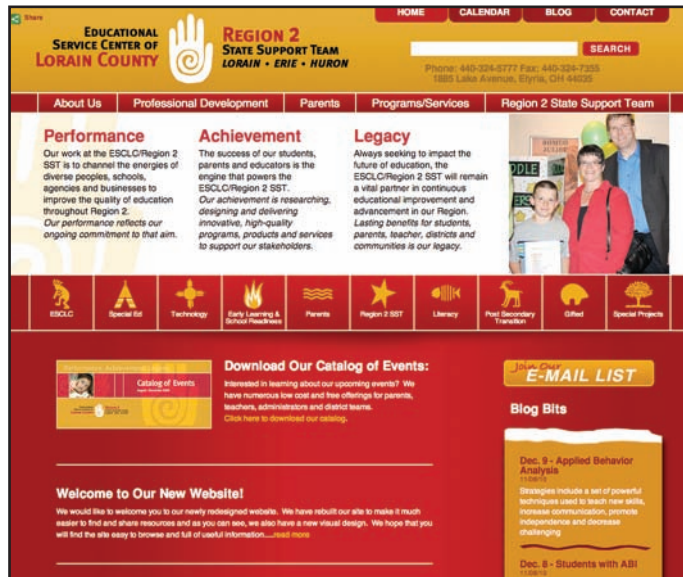 Share
HOME CALENDAR BLOG CONTACT
EDUCATIONAL
SERVICE CENTER OF
LORAIN COUNTY
REGION 2
STATE SUPPORT TEAM
LORAIN • ERIE • HURON
SEARCH
Phone: 440-324-5777 Fax: 440-324-7355
1885 Lake Avenue, Elyria, OH 44035
About Us Professional Development Parents Programs/Services Region 2 State Support Team
Performance
Our work at the ESCLC/Region 2
SST is to channel the energies of
diverse peoples, schools,
agencies and businesses to
improve the quality of education
throughout Region 2.
Our performance reflects our
ongoing commitment to that aim.
Achievement
The success of our students,
parents and educators is the
engine that powers the
ESCLC/Region 2 SST.
Our achievement is researching,
designing and delivering
innovative, high-quality
programs, products and services
to support our stakeholders.
Legacy
Always seeking to impact the
future of education, the
ESCLC/Region 2 SST will remain
a vital partner in continuous
educational improvement and
advancement in our Region.
Lasting benefits for students,
parents, teacher, districts and
communities is our legacy.
ROMEO
JULIET
ESCLC
Special Ed
Technology
Early Learning &
School Readiness
Parents
Region 2 SST
Literacy
Post Secondary
Transition
Gifted
Special Projects
Performance Achievement Legacy
Catalog of Events
Download Our Catalog of Events:
Interested in learning about our upcoming events? We
have numerous low cost and free offerings for parents,
teachers, administrators and district teams.
Click here to download our catalog.
Join Our
E-MAIL LIST
Blog Bits
Dec. 9 - Applied Behavior
Analysis
Strategies include a set of powerful
techniques used to teach new skills,
increase communication, promote
independence and decrease
challenging
Dec. 8 - Students with ABI
Welcome to Our New Website!
We would like to welcome you to our newly redesigned website. We have rebuilt our site to make it much
easier to find and share resources and as you can see, we also have a new visual design. We hope that you
will find the site easy to browse and full of useful information....read more